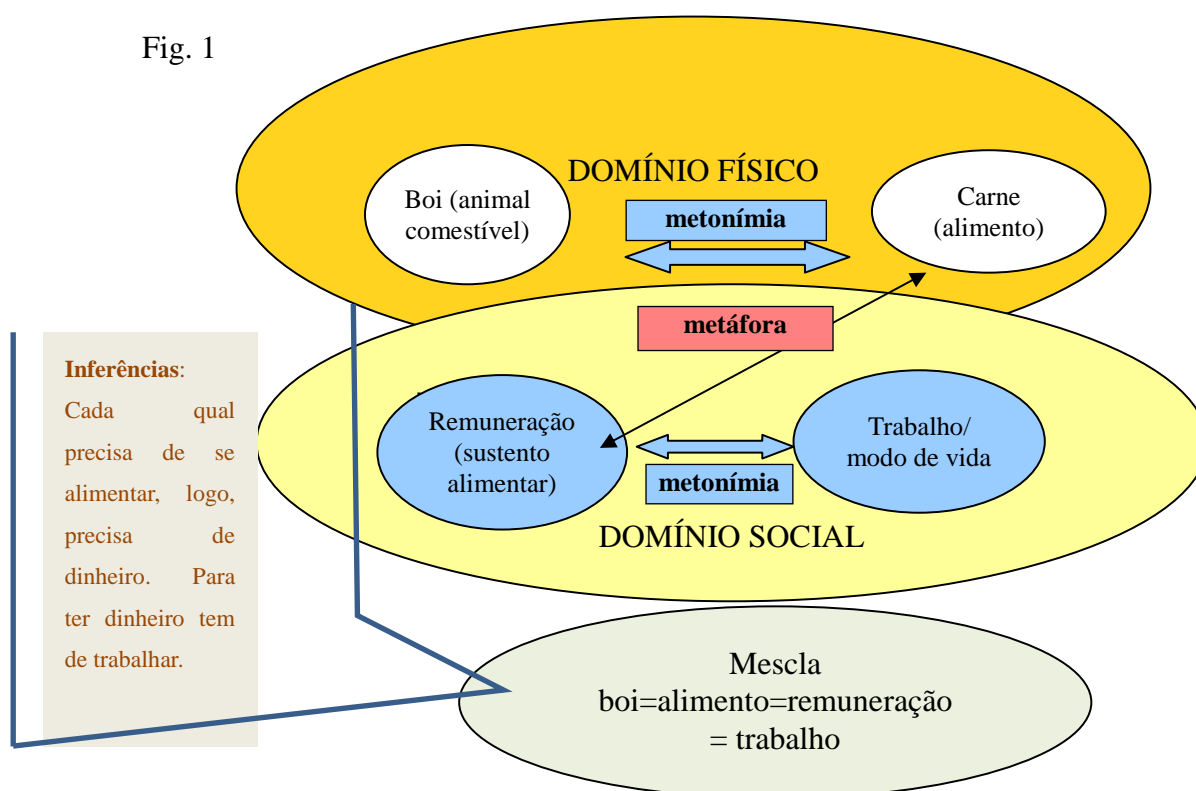 Fig. 1
DOMÍNIO FÍSICO
Boi (animal
comestível)
metonímia
Carne
(alimento)
metáfora
Remuneração
(sustento
alimentar)
metonímia
Trabalho/
modo de vida
DOMÍNIO SOCIAL
Inferências:
Cada qual
precisa de se
alimentar, logo,
precisa de
dinheiro. Para
ter dinheiro tem
de trabalhar.
Mescla
boi=alimento=remuneração
= trabalho